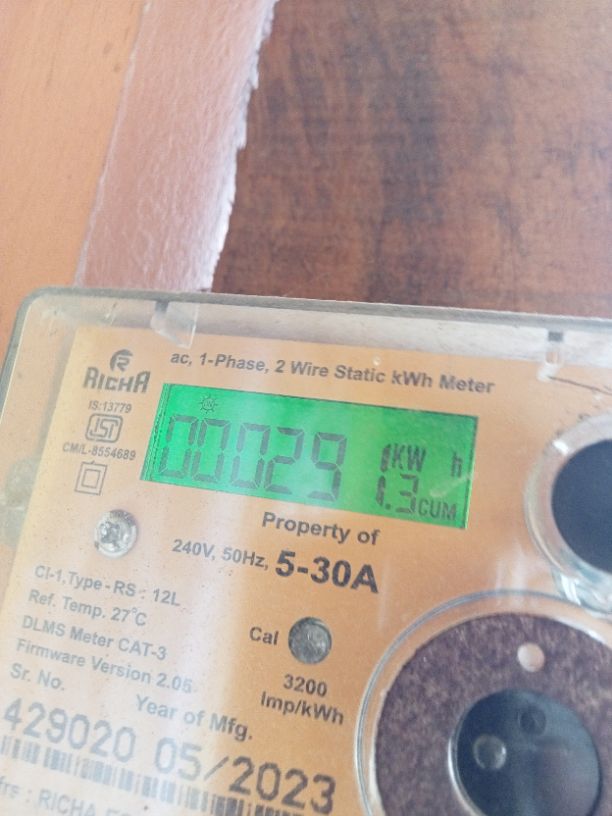 RICHA
ac, 1-Phase, 2 Wire Static kWh Meter
IS:13779
ISI
CM/L-8554689
00029 KW h
1.3 CUM
Property of
240V, 50Hz, 5-30A
Cl-1,Type-RS : 12L
Ref. Temp. 27°C
DLMS Meter CAT-3
Firmware Version 2.05
Cal
3200
Imp/kWh
Sr. No.
Year of Mfg.
429020 05/2023
frs : RICHA